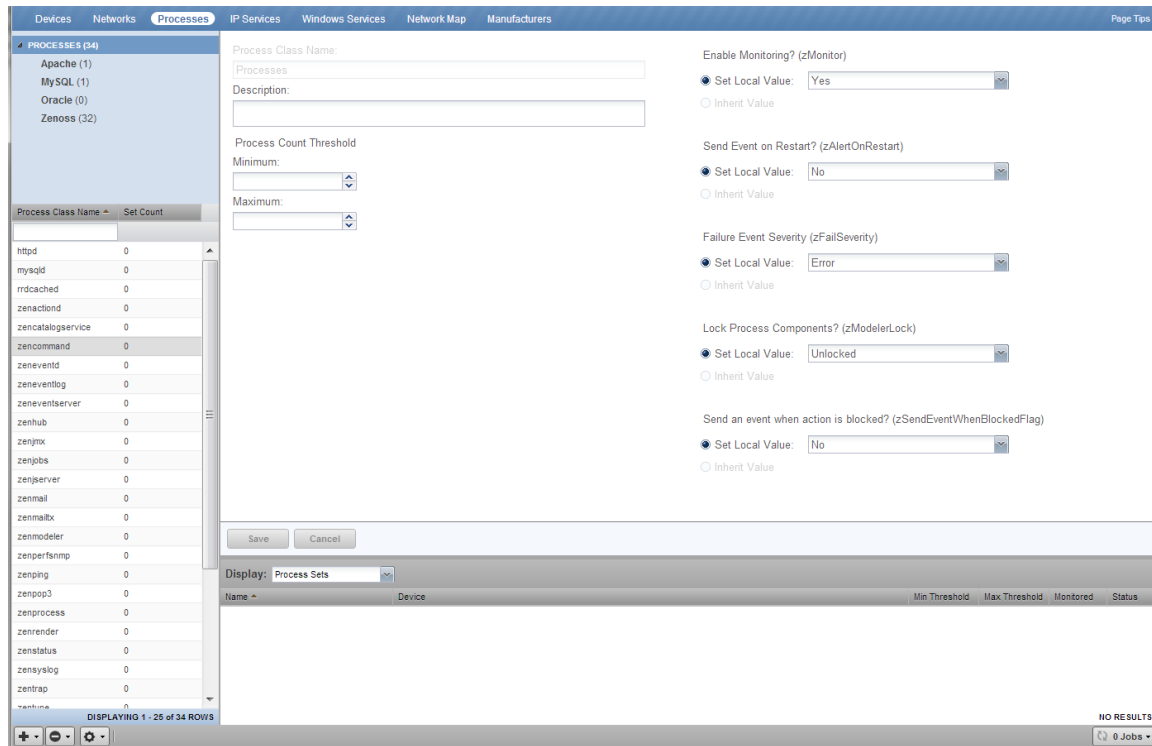 Devices Networks Processes IP Services Windows Services Network Map Manufacturers Page Tips
PROCESSES (34)
Apache (1)
MySQL (1)
Oracle (0)
Zenoss (32)
Process Class Name Set Count
httpd 0
mysqld 0
rrdcached 0
zenactiond 0
zencatalogservice 0
zencommand 0
zeneventd 0
zeneventlog 0
zeneventserver 0
zenhub 0
zenjmx 0
zenjobs 0
zenjserver 0
zenmail 0
zenmailtx 0
zenmodeler 0
zenperfsnmp 0
zenping 0
zenpop3 0
zenprocess 0
zenrender 0
zenstatus 0
zensyslog 0
zentrap 0
zentune 0
DISPLAYING 1 - 25 of 34 ROWS
Process Class Name:
Processes
Description:
Process Count Threshold
Minimum:
Maximum:
Enable Monitoring? (zMonitor)
Set Local Value: Yes
Inherit Value
Send Event on Restart? (zAlertOnRestart)
Set Local Value: No
Inherit Value
Failure Event Severity (zFailSeverity)
Set Local Value: Error
Inherit Value
Lock Process Components? (zModelerLock)
Set Local Value: Unlocked
Inherit Value
Send an event when action is blocked? (zSendEventWhenBlockedFlag)
Set Local Value: No
Inherit Value
Save Cancel
Display: Process Sets
Name Device Min Threshold Max Threshold Monitored Status
NO RESULTS
0 Jobs